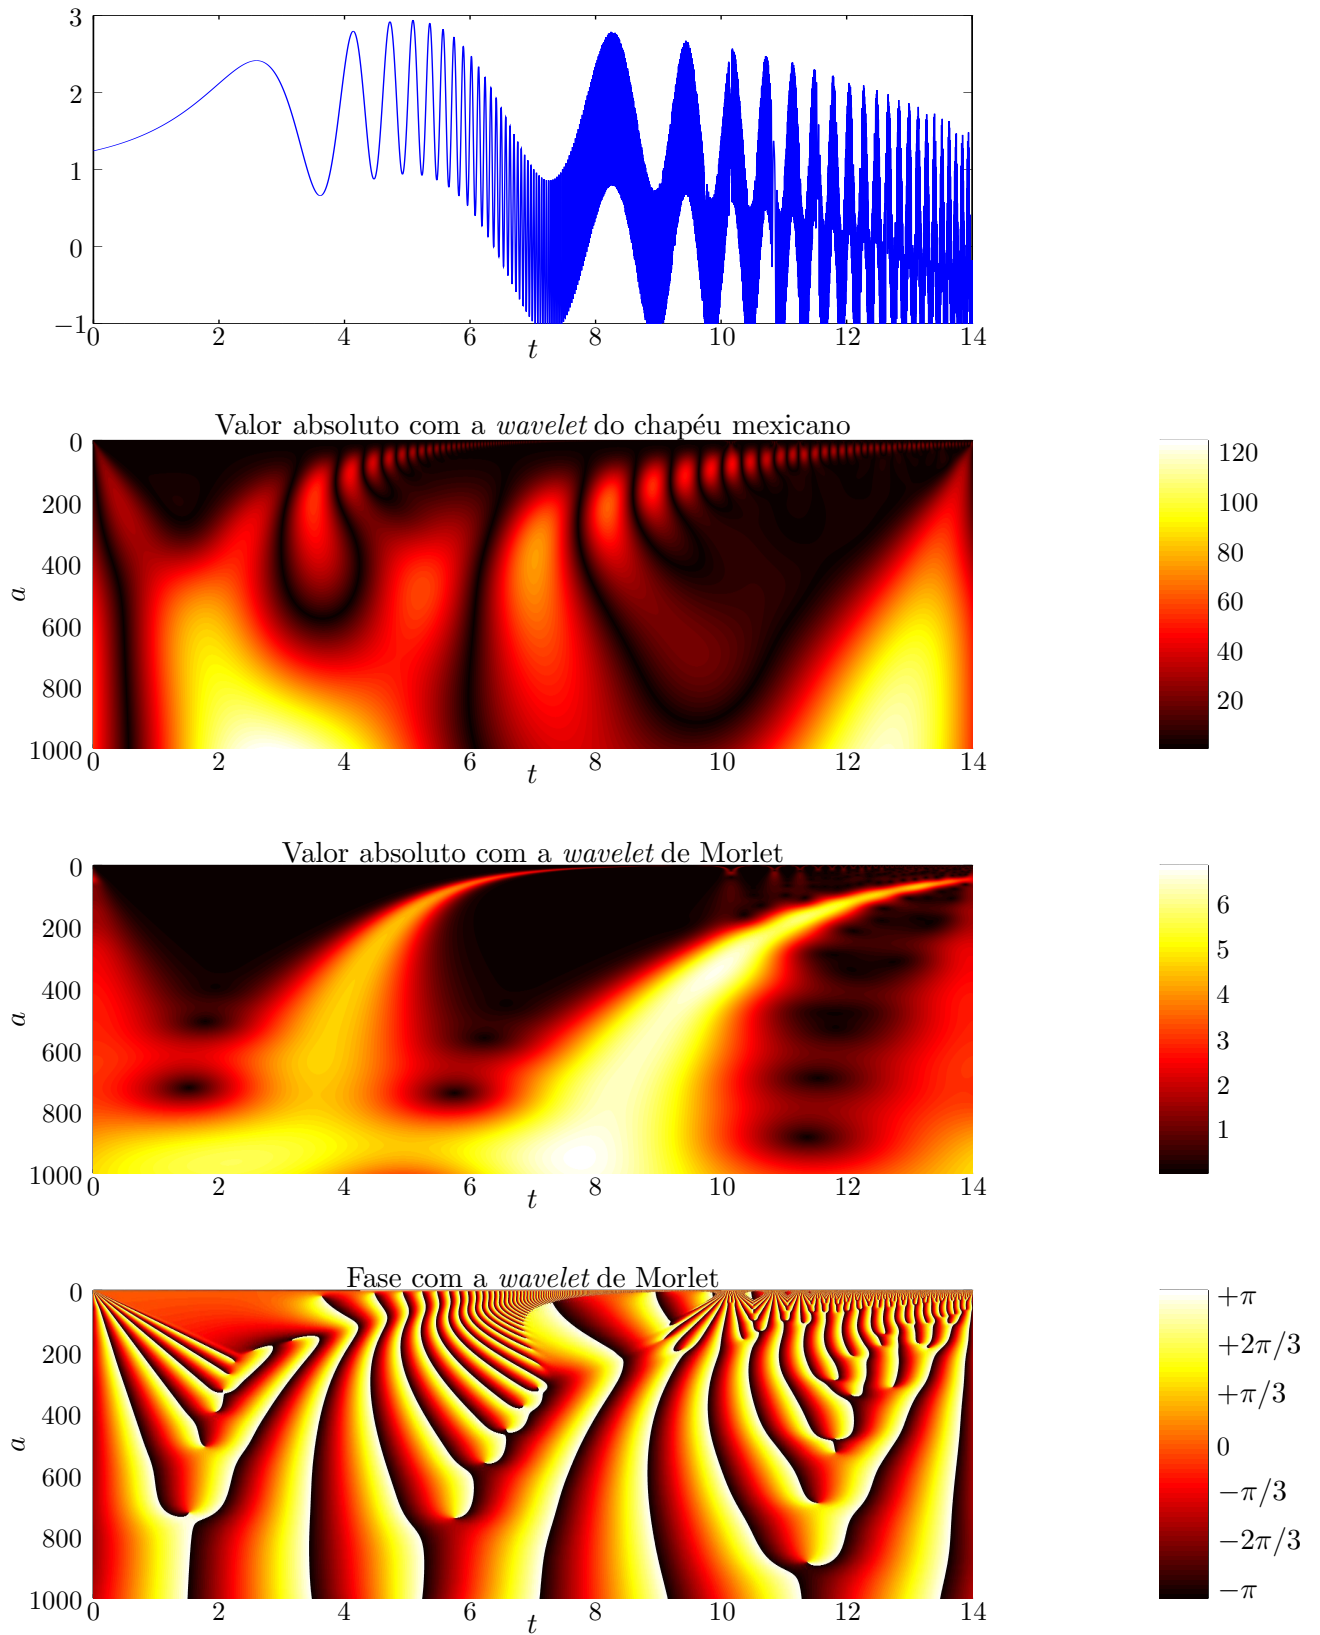 3
2
1
0
−1
0 2 4 6 8 10 12 14
t
Valor absoluto com a wavelet do chapéu mexicano
0
200
400
600
800
1000
a
0 2 4 6 8 10 12 14
t
120
100
80
60
40
20
Valor absoluto com a wavelet de Morlet
0
200
400
600
800
1000
a
0 2 4 6 8 10 12 14
t
6
5
4
3
2
1
Fase com a wavelet de Morlet
0
200
400
600
800
1000
a
0 2 4 6 8 10 12 14
t
+π
+2π/3
+π/3
0
−π/3
−2π/3
−π